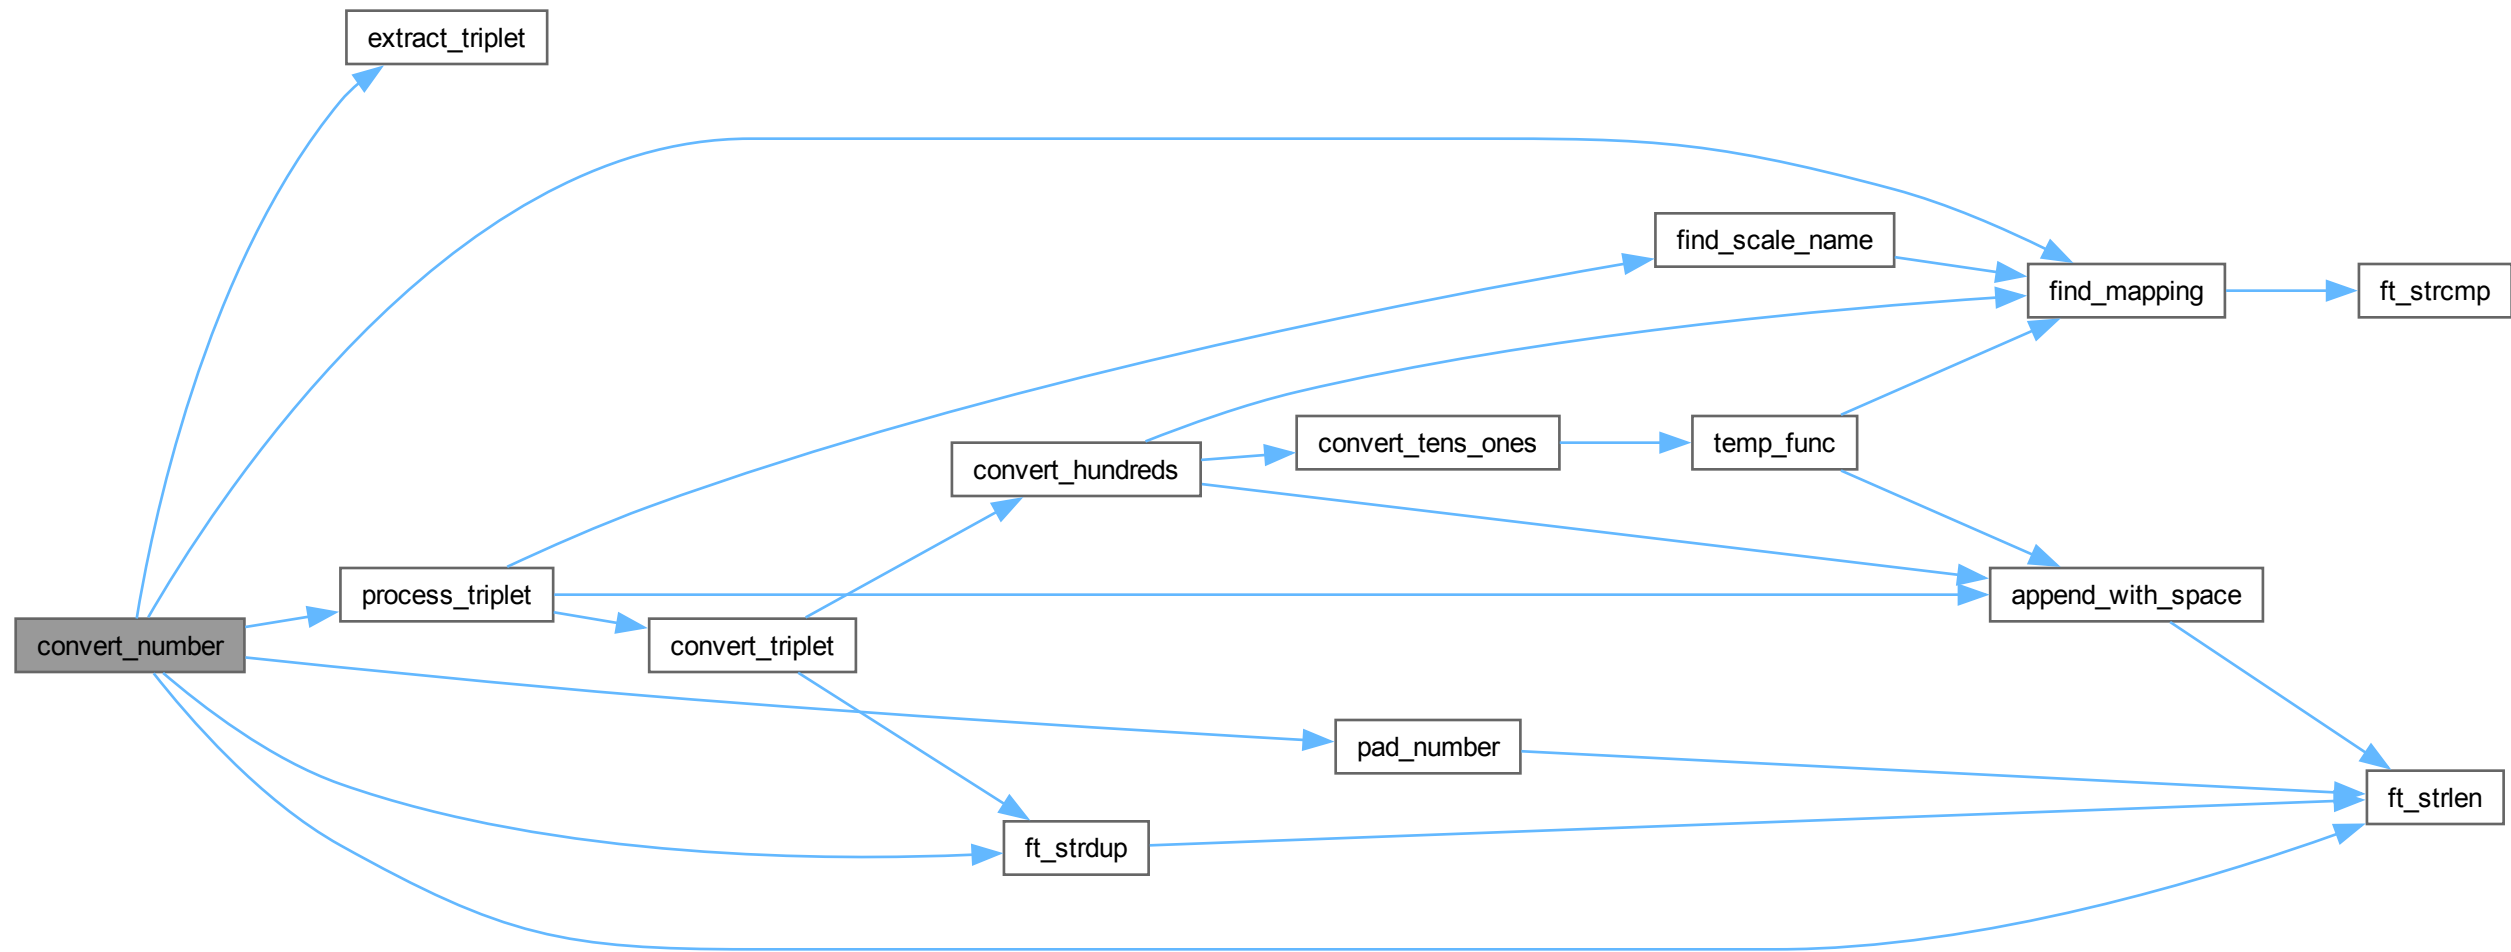 extract_triplet
find_scale_name
find_mapping
ft_strcmp
convert_tens_ones
temp_func
convert_hundreds
process_triplet
append_with_space
convert_number
convert_triplet
pad_number
ft_strlen
ft_strdup